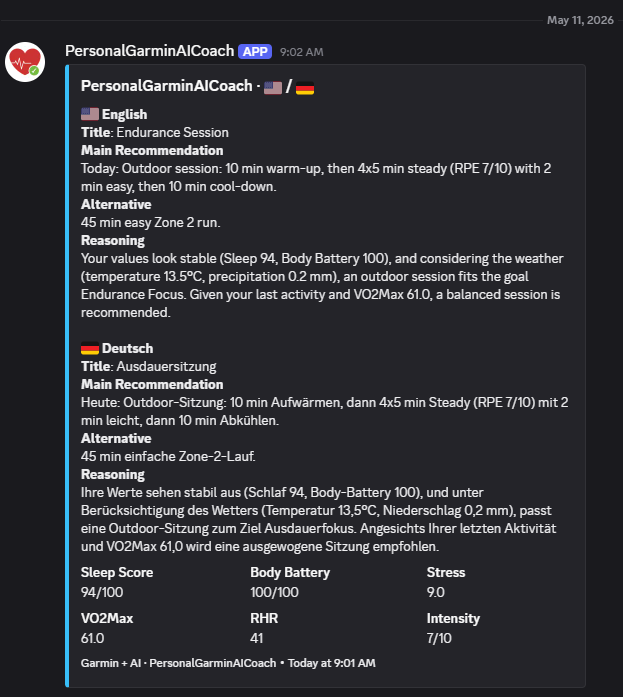 May 11, 2026
PersonalGarminAICoach APP 9:02 AM
PersonalGarminAICoach · 🇺🇸 / 🇩🇪
🇺🇸 English
Title: Endurance Session
Main Recommendation
Today: Outdoor session: 10 min warm-up, then 4x5 min steady (RPE 7/10) with 2
min easy, then 10 min cool-down.
Alternative
45 min easy Zone 2 run.
Reasoning
Your values look stable (Sleep 94, Body Battery 100), and considering the weather
(temperature 13.5°C, precipitation 0.2 mm), an outdoor session fits the goal
Endurance Focus. Given your last activity and VO2Max 61.0, a balanced session is
recommended.
🇩🇪 Deutsch
Title: Ausdauersitzung
Main Recommendation
Heute: Outdoor-Sitzung: 10 min Aufwärmen, dann 4x5 min Steady (RPE 7/10) mit 2
min leicht, dann 10 min Abkühlen.
Alternative
45 min einfache Zone-2-Lauf.
Reasoning
Ihre Werte sehen stabil aus (Schlaf 94, Body-Battery 100), und unter
Berücksichtigung des Wetters (Temperatur 13,5°C, Niederschlag 0,2 mm), passt
eine Outdoor-Sitzung zum Ziel Ausdauerfokus. Angesichts Ihrer letzten Aktivität
und VO2Max 61,0 wird eine ausgewogene Sitzung empfohlen.
Sleep Score Body Battery Stress
94/100 100/100 9.0
VO2Max RHR Intensity
61.0 41 7/10
Garmin + AI · PersonalGarminAICoach • Today at 9:01 AM